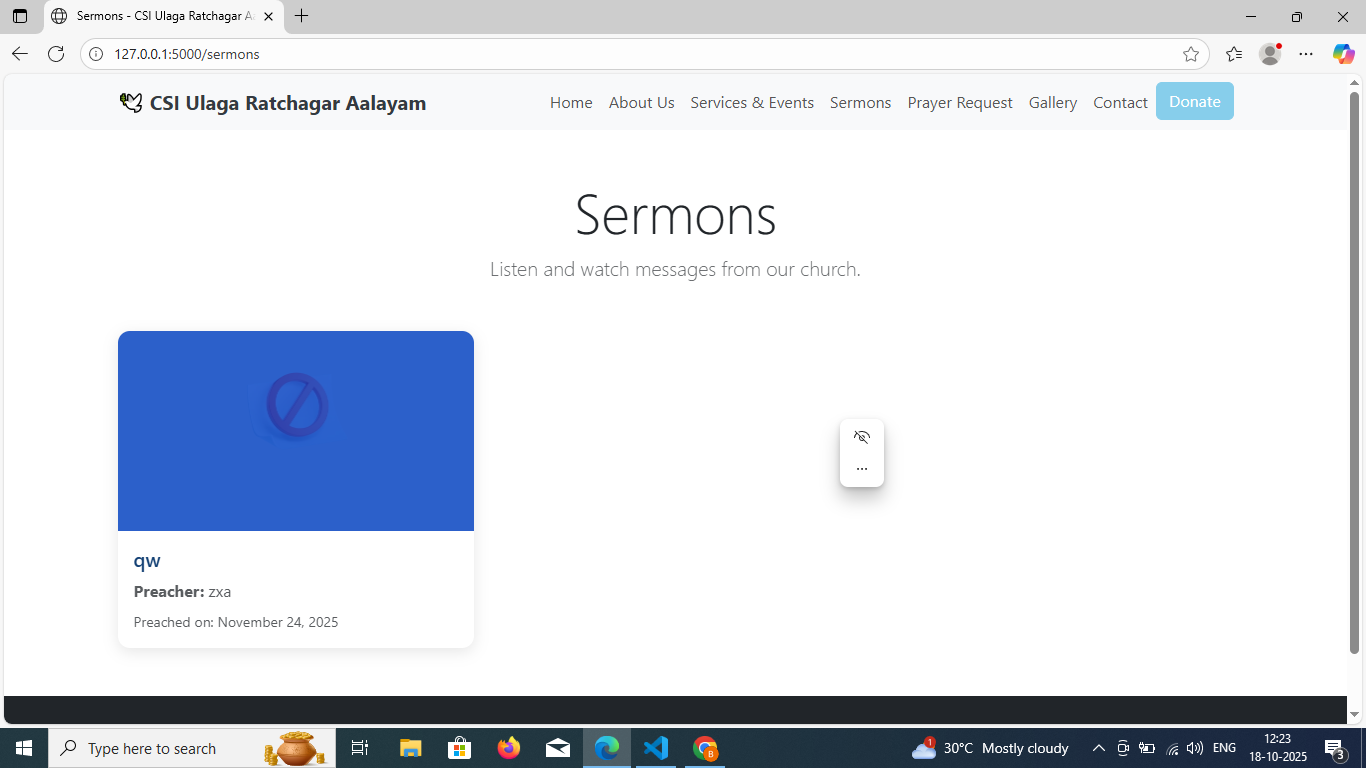 Sermons - CSI Ulaga Ratchagar Aa
127.0.0.1:5000/sermons
CSI Ulaga Ratchagar Aalayam
Home About Us Services & Events Sermons Prayer Request Gallery Contact Donate
Sermons
Listen and watch messages from our church.
qw
Preacher: zxa
Preached on: November 24, 2025
Type here to search
1
30°C Mostly cloudy
ENG
12:23
18-10-2025
3
B